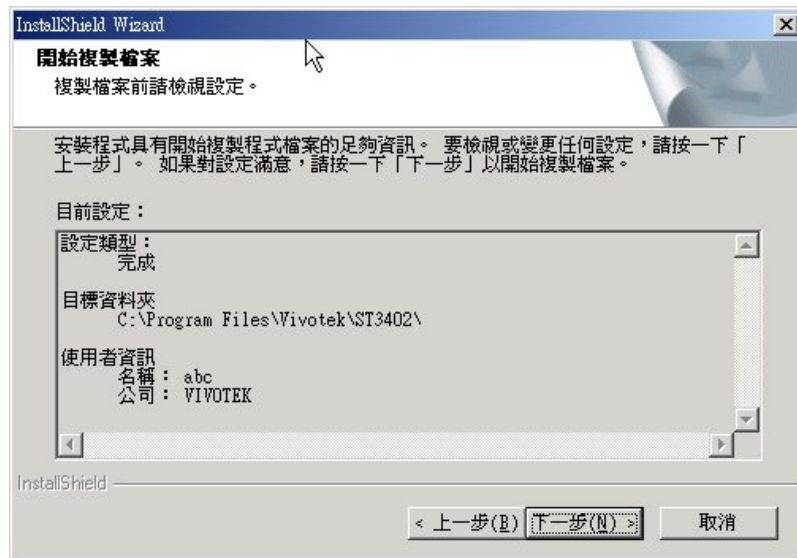 InstallShield Wizard
開始複製檔案
複製檔案前請檢視設定。
安裝程式具有開始複製程式檔案的足夠資訊。 要檢視或變更任何設定，請按一下「
上一步」。 如果對設定滿意，請按一下「下一步」以開始複製檔案。
目前設定：
設定類型：
完成
目標資料夾
C:\Program Files\Vivotek\ST3402\
使用者資訊
名稱： abc
公司： VIVOTEK
InstallShield
< 上一步(B) 下一步(N) > 取消